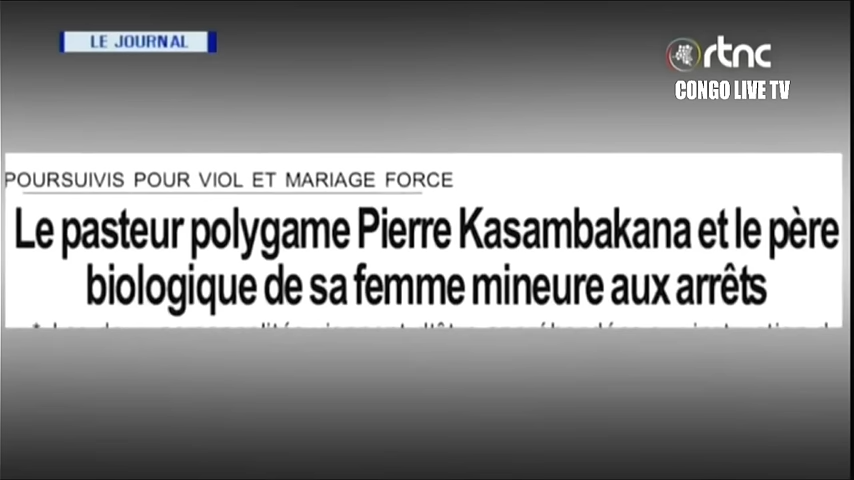 LE JOURNAL
rtnc
CONGO LIVE TV
POURSUIVIS POUR VIOL ET MARIAGE FORCE
Le pasteur polygame Pierre Kasambakana et le père
biologique de sa femme mineure aux arrêts